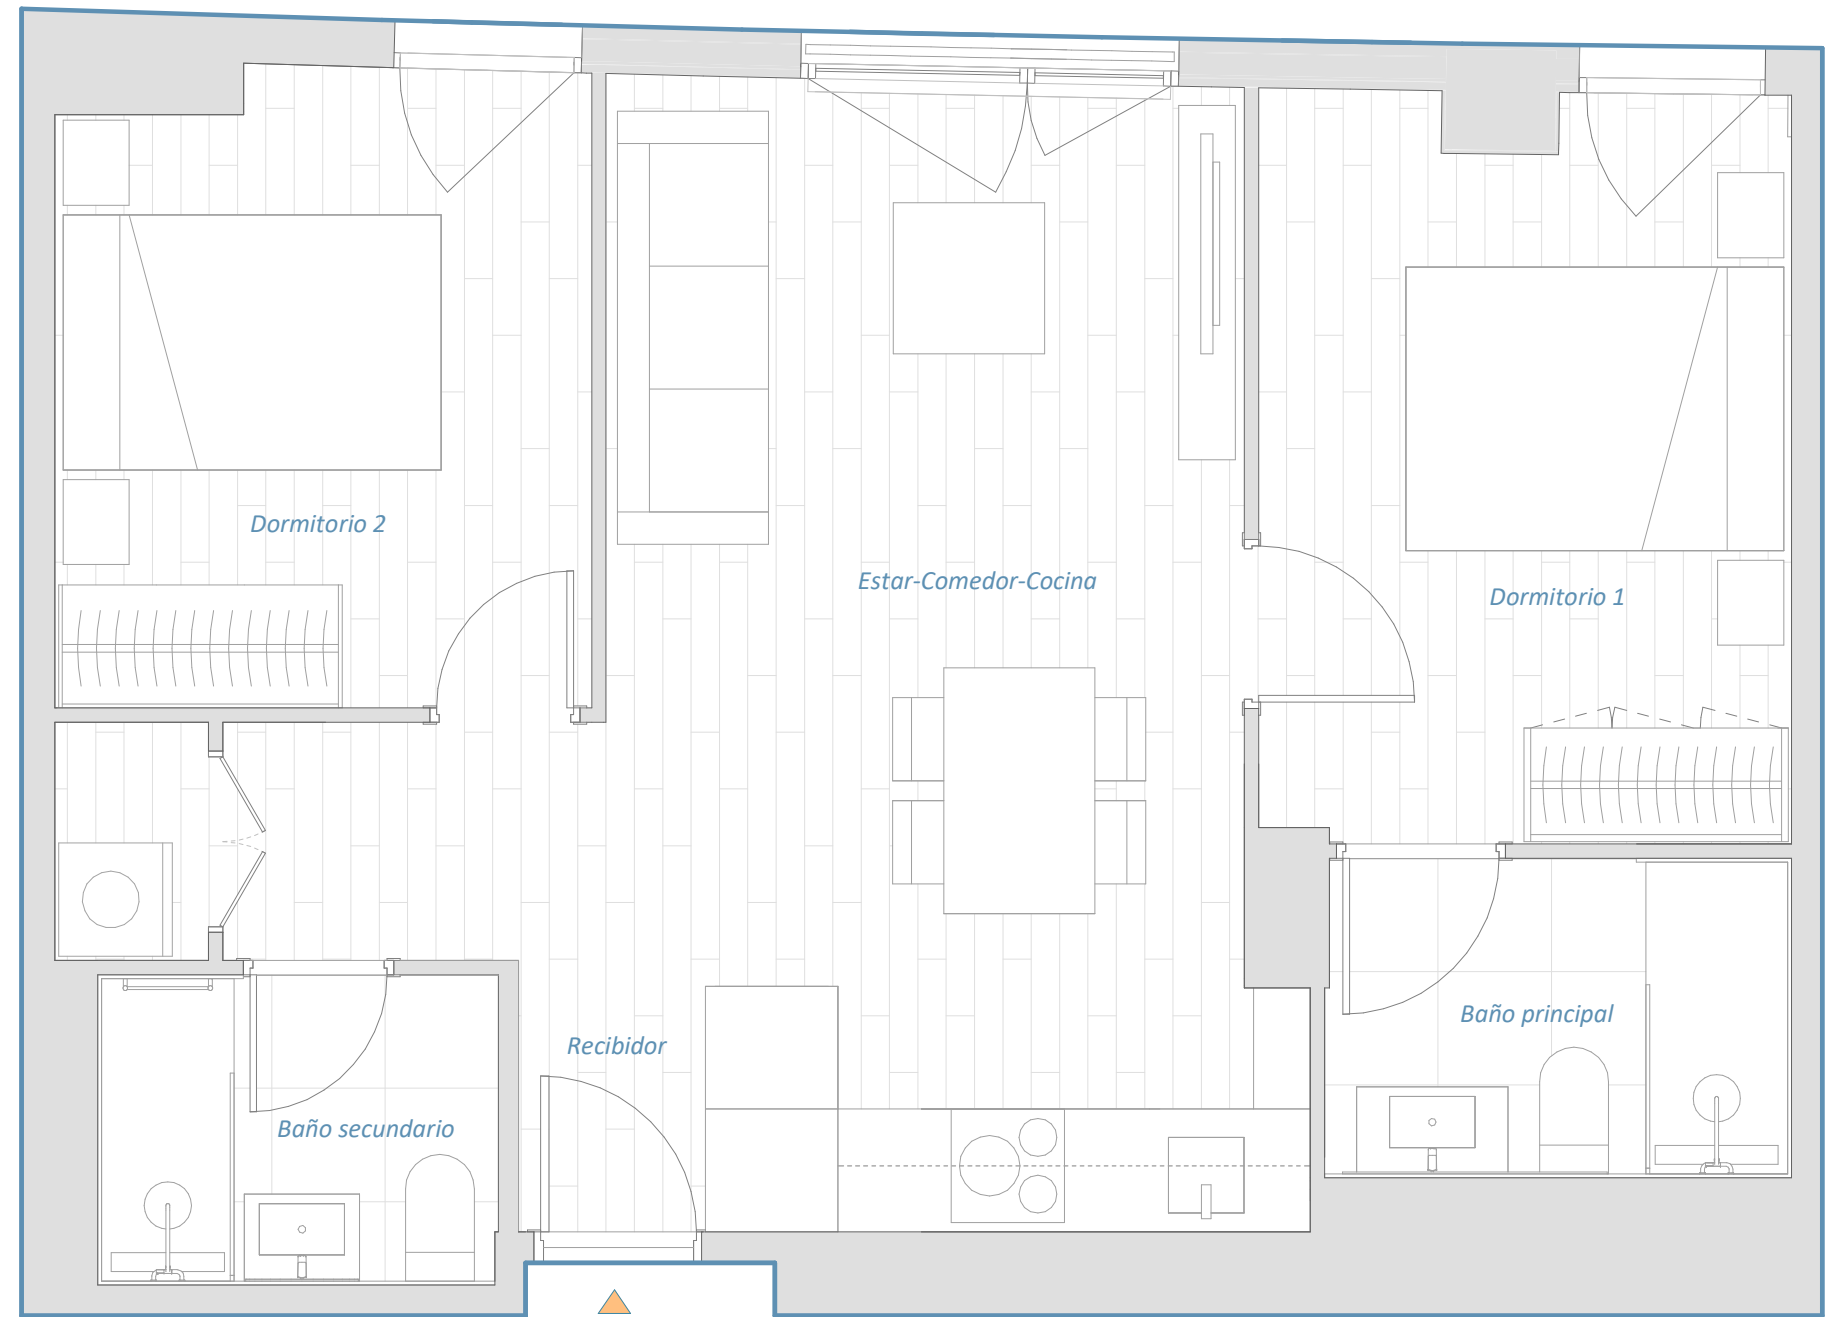 Dormitorio 2
Estar-Comedor-Cocina
Dormitorio 1
Baño principal
Recibidor
Baño secundario